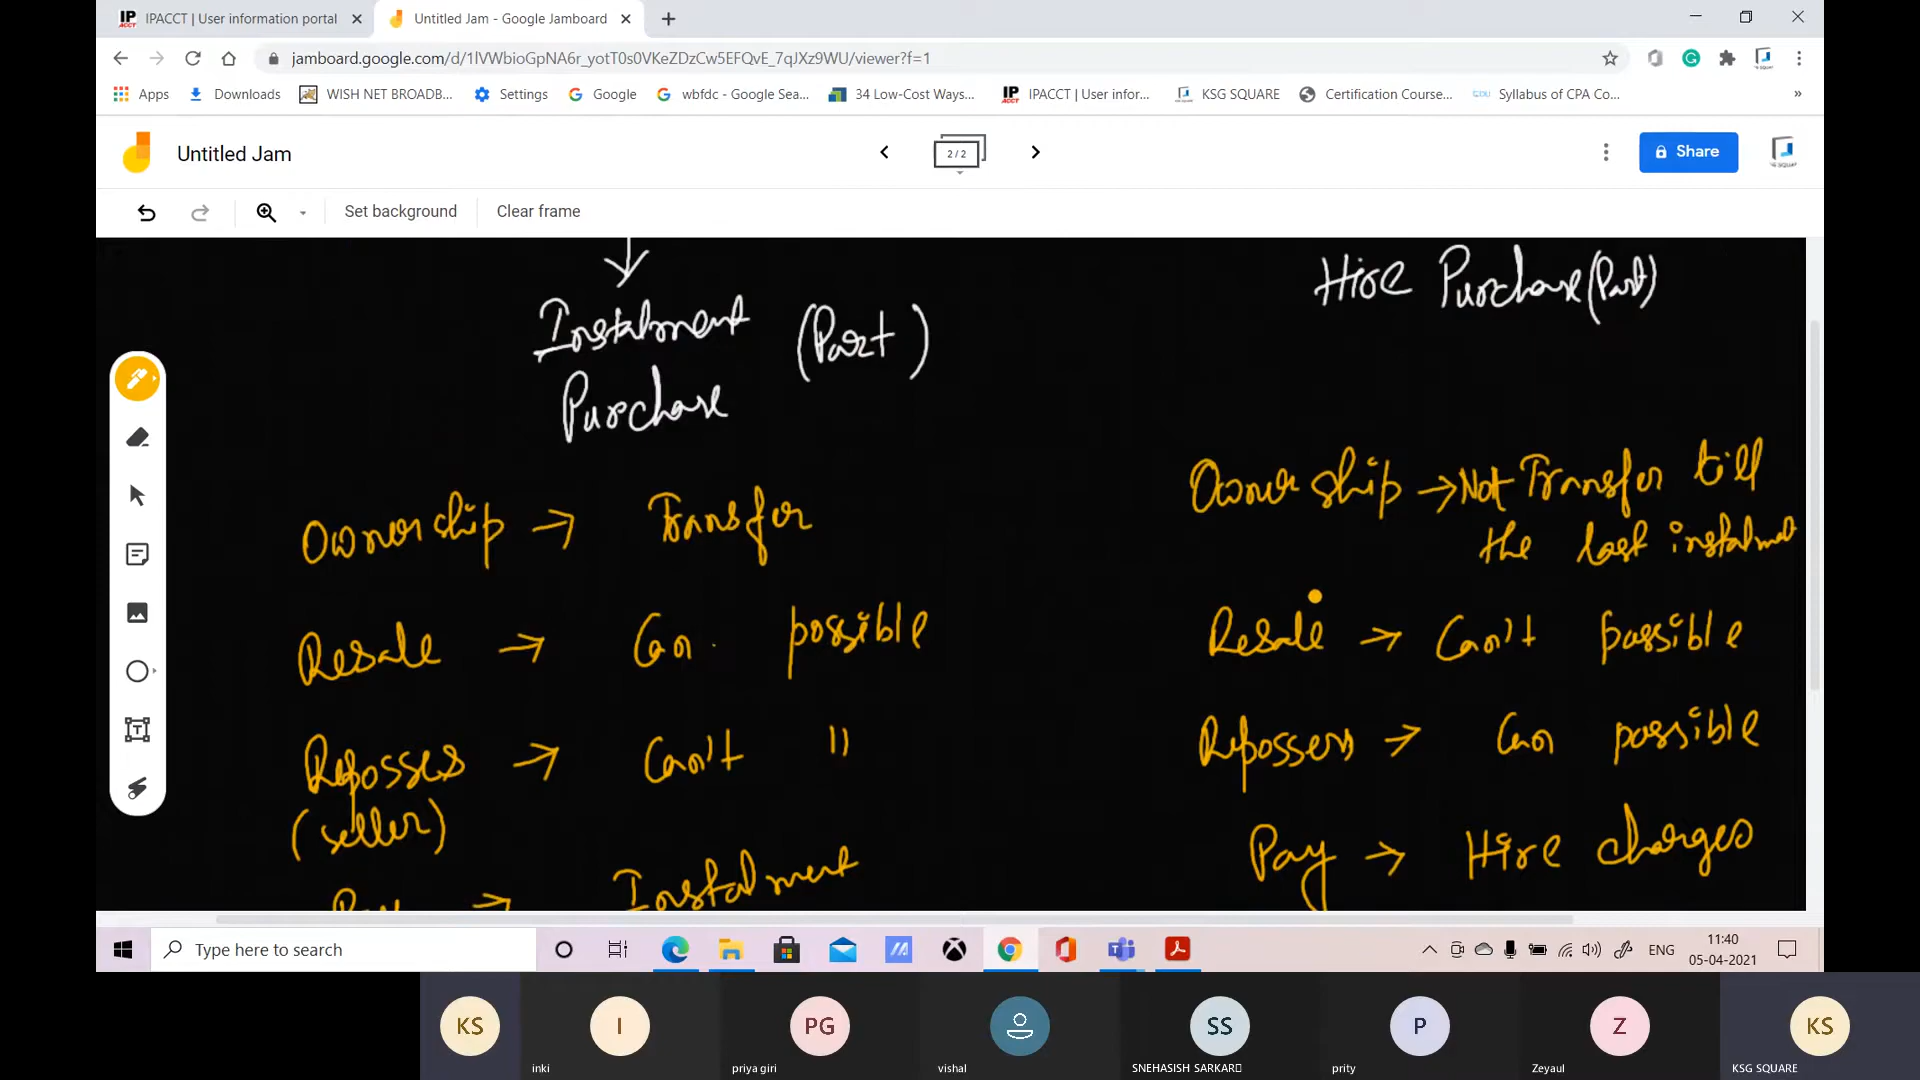 IPACCT | User information portal
Untitled Jam - Google Jamboard
jamboard.google.com/d/1lVWbioGpNA6r_yotT0s0VKeZDzCw5EFQvE_7qJXz9WU/viewer?f=1
Apps Downloads WISH NET BROADB... Settings Google wbfdc - Google Sea... 34 Low-Cost Ways... IPACCT | User infor... KSG SQUARE Certification Course... Syllabus of CPA Co... »
Untitled Jam
2 / 2
Share
Set background Clear frame
Instalment (Part)
Purchase
Ownership → Transfer
Resale → Can possible
Reposses → Can't "
(seller)
Pay → Instalment
Hire Purchase (Part)
Ownership → Not Transfer till
the last instalment
Resale → Can't possible
Repossess → Can possible
Pay → Hire charges
Type here to search
ENG
11:40
05-04-2021
KS I PG SS P Z KS
inki priya giri vishal SNEHASISH SARKAR prity Zeyaul KSG SQUARE